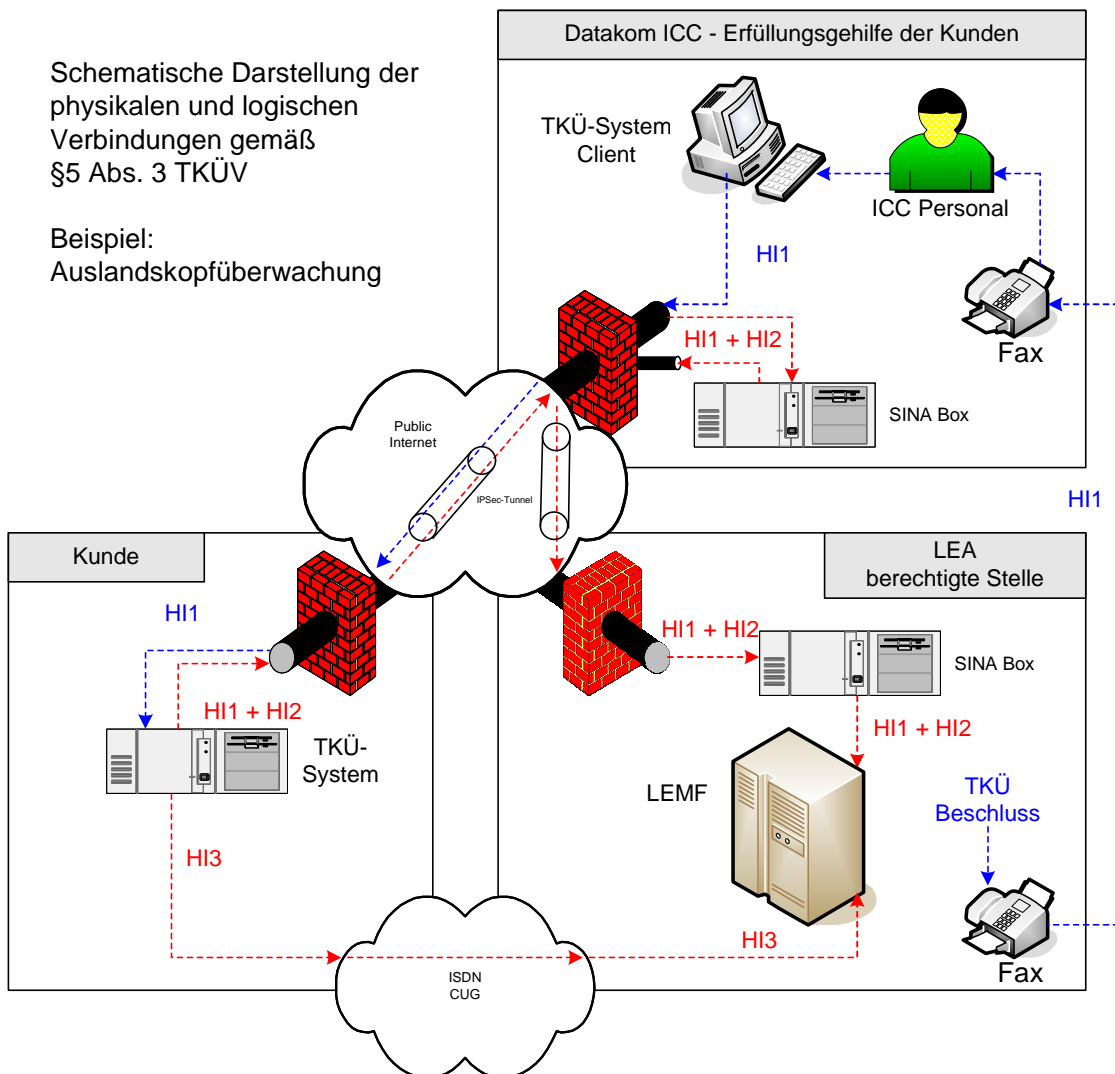 Schematische Darstellung der
physikalen und logischen
Verbindungen gemäß
§5 Abs. 3 TKÜV
Beispiel:
Auslandskopfüberwachung
Datakom ICC - Erfüllungsgehilfe der Kunden
TKÜ-System
Client
ICC Personal
HI1
Fax
HI1 + HI2
SINA Box
Public
Internet
IPSec-Tunnel
HI1
Kunde
LEA
berechtigte Stelle
HI1
HI1 + HI2
SINA Box
HI1 + HI2
TKÜ-
System
HI1 + HI2
LEMF
TKÜ
Beschluss
HI3
HI3
Fax
ISDN
CUG